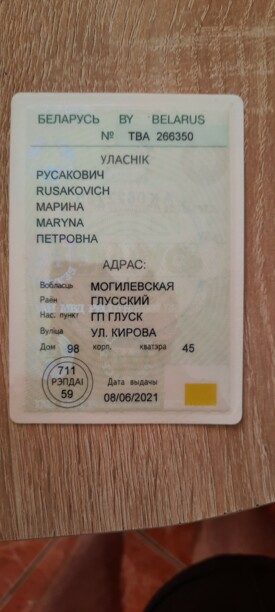 БЕЛАРУСЬ BY BELARUS
№ ТВА 266350
УЛАСНІК
РУСАКОВИЧ
RUSAKOVICH
МАРИНА
MARYNA
ПЕТРОВНА
АДРАС:
Вобласць МОГИЛЕВСКАЯ
Раён ГЛУССКИЙ
Нас. пункт ГП ГЛУСК
Вуліца УЛ. КИРОВА
Дом 98 корп. кватэра 45
711
РЭПДАІ
59
Дата выдачы
08/06/2021